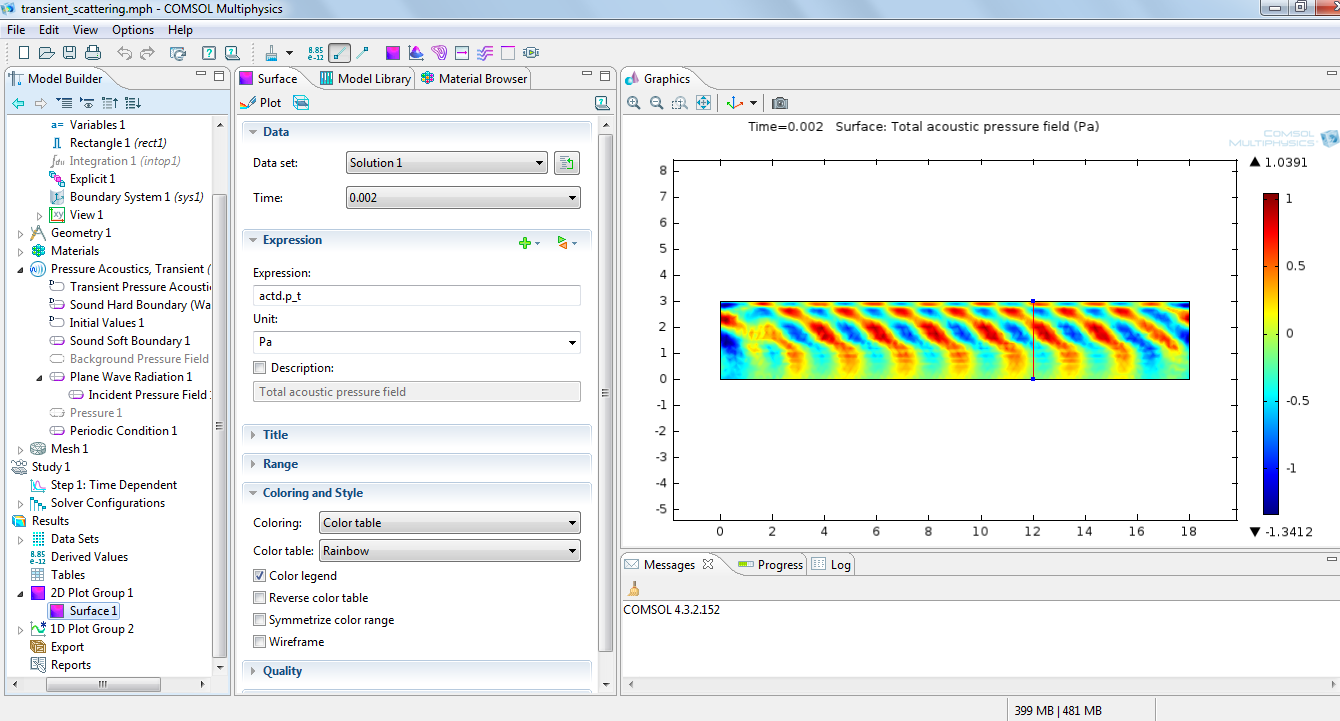 transient_scattering.mph - COMSOL Multiphysics
File Edit View Options Help
8.85
e-12
Model Builder
a= Variables 1
Rectangle 1 (rect1)
Integration 1 (intop1)
Explicit 1
Boundary System 1 (sys1)
xy View 1
Geometry 1
Materials
Pressure Acoustics, Transient (
Transient Pressure Acousti
Sound Hard Boundary (Wa
Initial Values 1
Sound Soft Boundary 1
Background Pressure Field
Plane Wave Radiation 1
Incident Pressure Field
Pressure 1
Periodic Condition 1
Mesh 1
Study 1
Step 1: Time Dependent
Solver Configurations
Results
Data Sets
8.85
e-12
Derived Values
Tables
2D Plot Group 1
Surface 1
1D Plot Group 2
Export
Reports
Surface Model Library Material Browser
Plot
Data
Data set: Solution 1
Time: 0.002
Expression
Expression:
actd.p_t
Unit:
Pa
Description:
Total acoustic pressure field
Title
Range
Coloring and Style
Coloring: Color table
Color table: Rainbow
Color legend
Reverse color table
Symmetrize color range
Wireframe
Quality
Graphics
Time=0.002 Surface: Total acoustic pressure field (Pa)
COMSOL
MULTIPHYSICS
▲ 1.0391
8
7
6
5
4
3
2
1
0
-1
-2
-3
-4
-5
0 2 4 6 8 10 12 14 16 18
1
0.5
0
-0.5
-1
▼ -1.3412
Messages Progress Log
COMSOL 4.3.2.152
399 MB | 481 MB